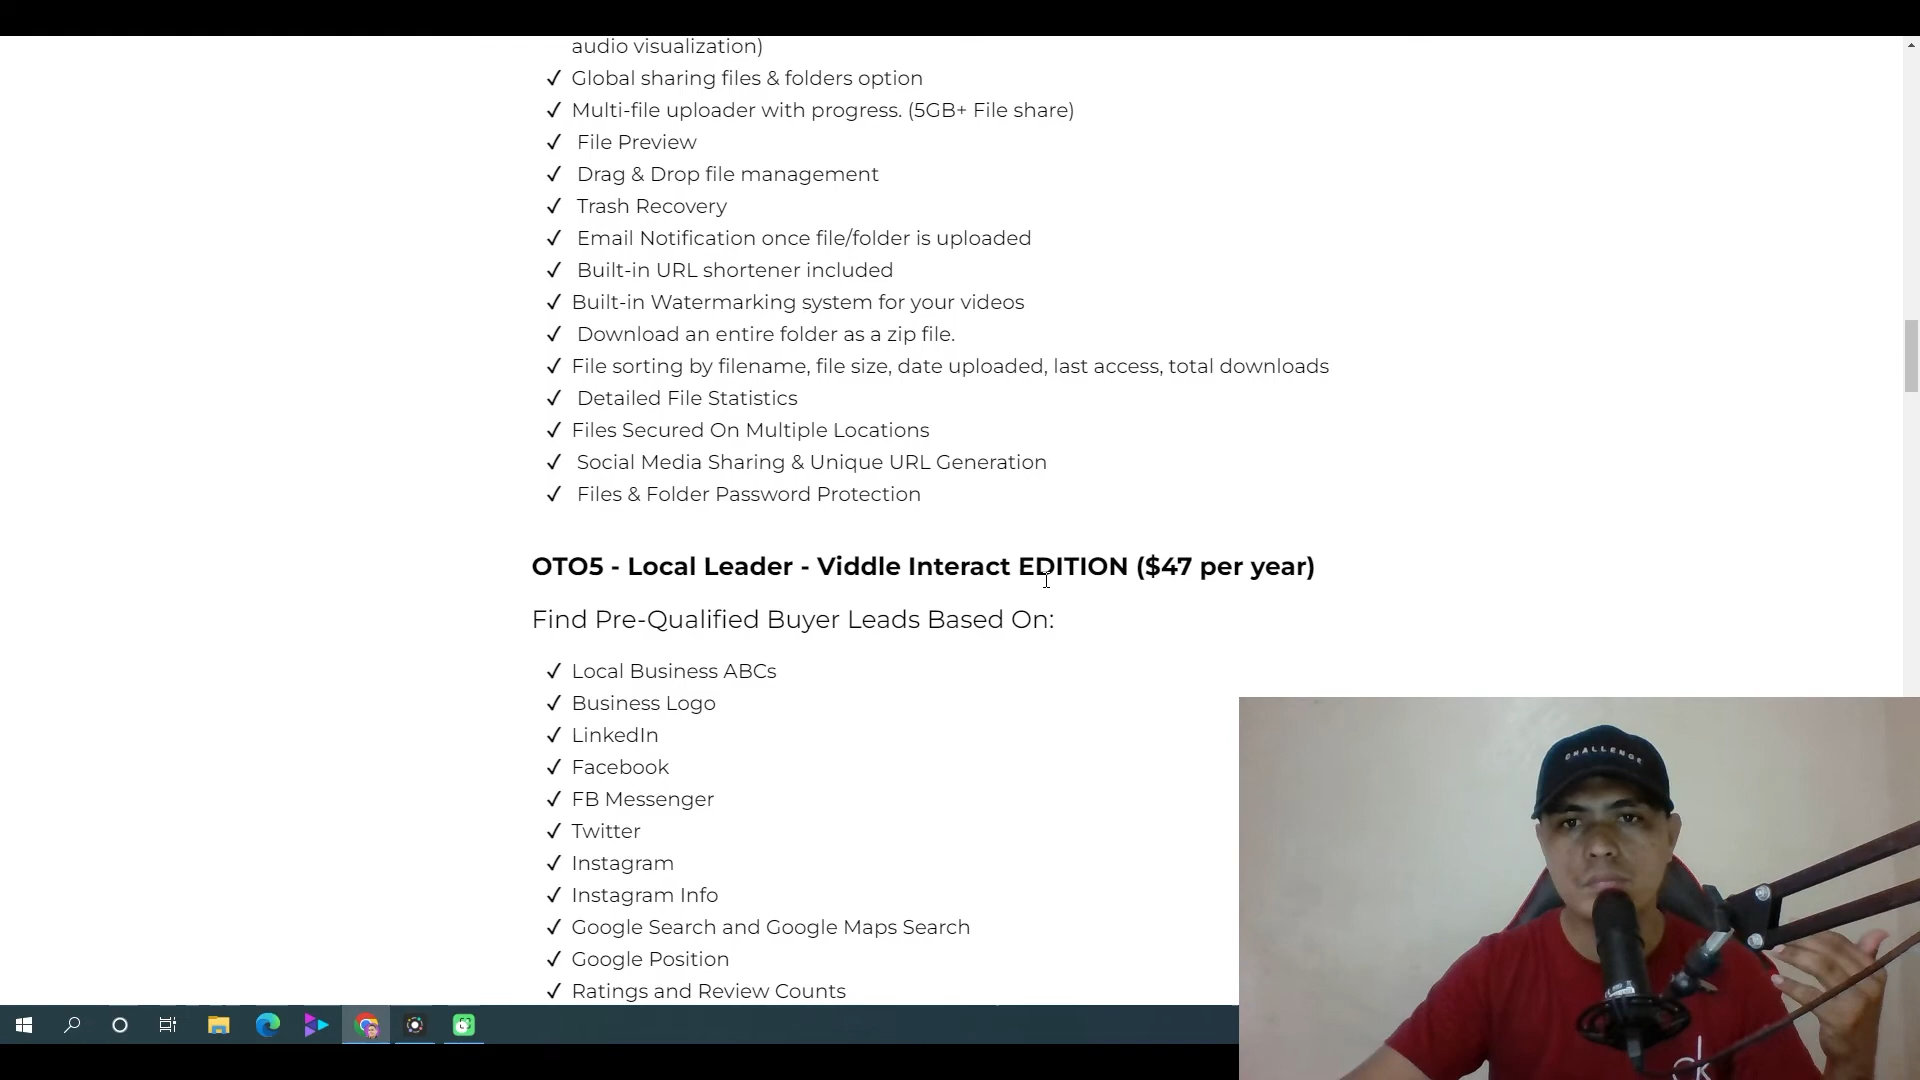 audio visualization)
✓ Global sharing files & folders option
✓ Multi-file uploader with progress. (5GB+ File share)
✓ File Preview
✓ Drag & Drop file management
✓ Trash Recovery
✓ Email Notification once file/folder is uploaded
✓ Built-in URL shortener included
✓ Built-in Watermarking system for your videos
✓ Download an entire folder as a zip file.
✓ File sorting by filename, file size, date uploaded, last access, total downloads
✓ Detailed File Statistics
✓ Files Secured On Multiple Locations
✓ Social Media Sharing & Unique URL Generation
✓ Files & Folder Password Protection
OTO5 - Local Leader - Viddle Interact EDITION ($47 per year)
Find Pre-Qualified Buyer Leads Based On:
✓ Local Business ABCs
✓ Business Logo
✓ LinkedIn
✓ Facebook
✓ FB Messenger
✓ Twitter
✓ Instagram
✓ Instagram Info
✓ Google Search and Google Maps Search
✓ Google Position
✓ Ratings and Review Counts
CHALLENGE
ck